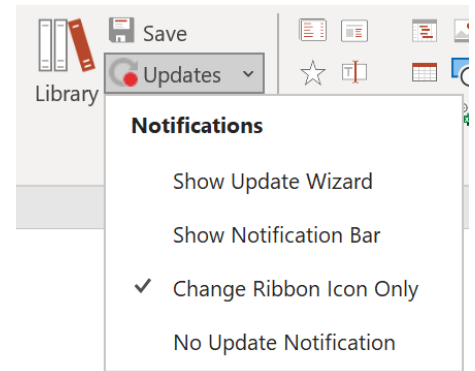 Save
Updates
Library
Notifications
Show Update Wizard
Show Notification Bar
Change Ribbon Icon Only
No Update Notification